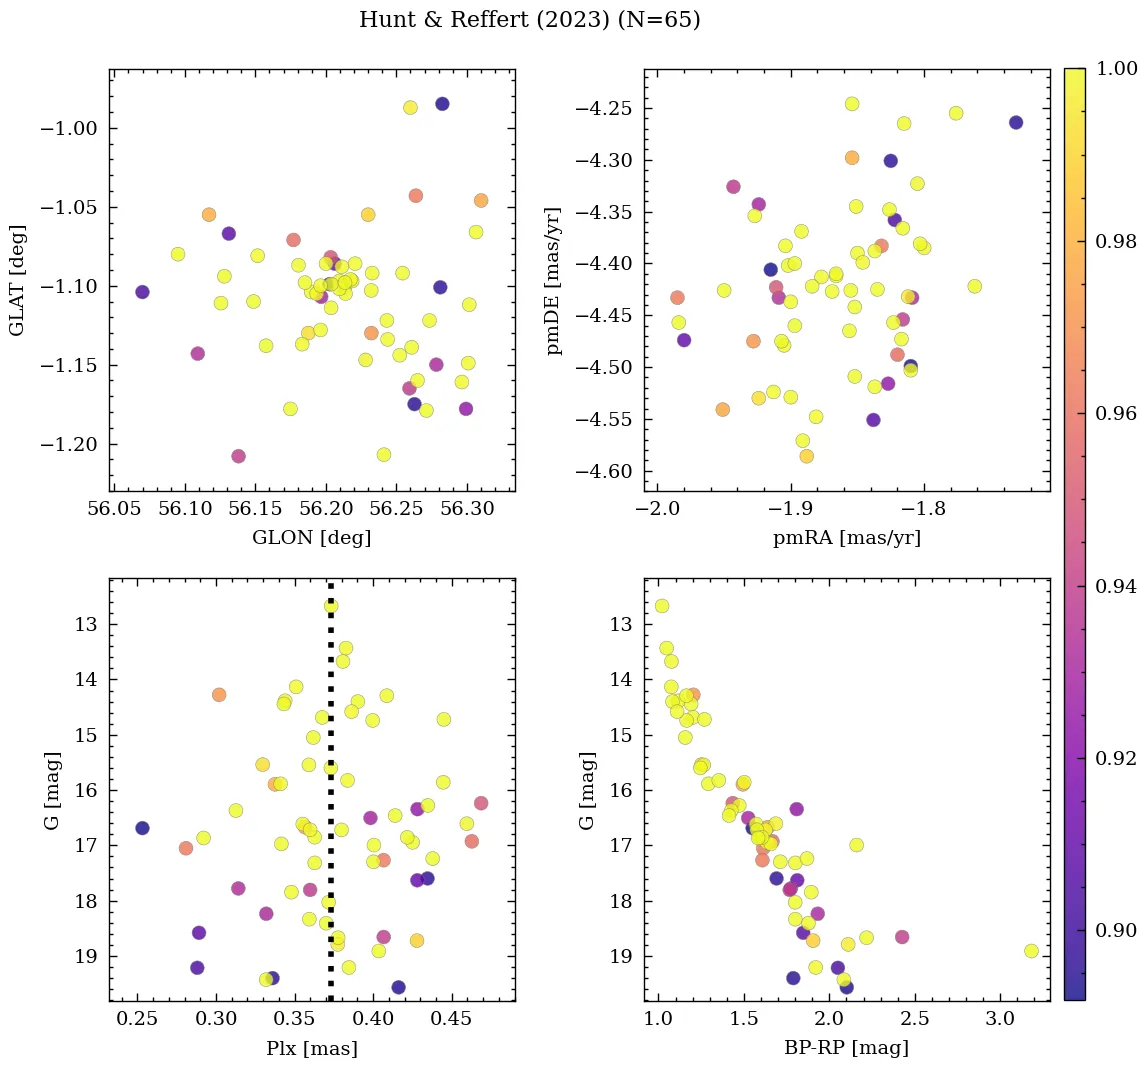 Hunt & Reffert (2023) (N=65)
−1.00
−1.05
−1.10
−1.15
−1.20
GLAT [deg]
56.05 56.10 56.15 56.20 56.25 56.30
GLON [deg]
−4.25
−4.30
−4.35
−4.40
−4.45
−4.50
−4.55
−4.60
pmDE [mas/yr]
−2.0 −1.9 −1.8
pmRA [mas/yr]
13
14
15
16
17
18
19
G [mag]
0.25 0.30 0.35 0.40 0.45
Plx [mas]
13
14
15
16
17
18
19
G [mag]
1.0 1.5 2.0 2.5 3.0
BP-RP [mag]
1.00
0.98
0.96
0.94
0.92
0.90